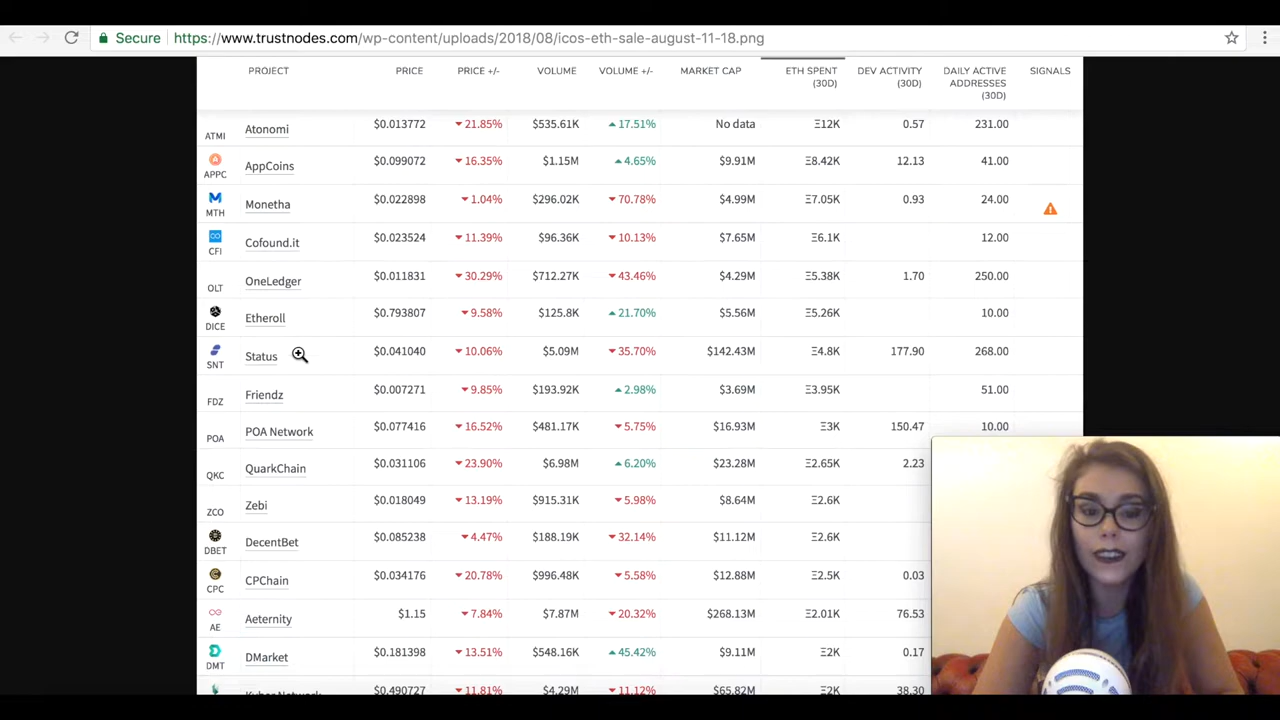 Secure https://www.trustnodes.com/wp-content/uploads/2018/08/icos-eth-sale-august-11-18.png
PROJECT PRICE PRICE +/- VOLUME VOLUME +/- MARKET CAP ETH SPENT (30D) DEV ACTIVITY (30D) DAILY ACTIVE ADDRESSES (30D) SIGNALS
ATMI Atonomi $0.013772 21.85% $535.61K 17.51% No data Ξ12K 0.57 231.00
APPC AppCoins $0.099072 16.35% $1.15M 4.65% $9.91M Ξ8.42K 12.13 41.00
MTH Monetha $0.022898 1.04% $296.02K 70.78% $4.99M Ξ7.05K 0.93 24.00
CFI Cofound.it $0.023524 11.39% $96.36K 10.13% $7.65M Ξ6.1K 12.00
OLT OneLedger $0.011831 30.29% $712.27K 43.46% $4.29M Ξ5.38K 1.70 250.00
DICE Etheroll $0.793807 9.58% $125.8K 21.70% $5.56M Ξ5.26K 10.00
SNT Status $0.041040 10.06% $5.09M 35.70% $142.43M Ξ4.8K 177.90 268.00
FDZ Friendz $0.007271 9.85% $193.92K 2.98% $3.69M Ξ3.95K 51.00
POA POA Network $0.077416 16.52% $481.17K 5.75% $16.93M Ξ3K 150.47 10.00
QKC QuarkChain $0.031106 23.90% $6.98M 6.20% $23.28M Ξ2.65K 2.23
ZCO Zebi $0.018049 13.19% $915.31K 5.98% $8.64M Ξ2.6K
DBET DecentBet $0.085238 4.47% $188.19K 32.14% $11.12M Ξ2.6K
CPC CPChain $0.034176 20.78% $996.48K 5.58% $12.88M Ξ2.5K 0.03
AE Aeternity $1.15 7.84% $7.87M 20.32% $268.13M Ξ2.01K 76.53
DMT DMarket $0.181398 13.51% $548.16K 45.42% $9.11M Ξ2K 0.17
Kyber Network $0.490727 11.81% $4.29M 11.12% $65.82M Ξ2K 38.30